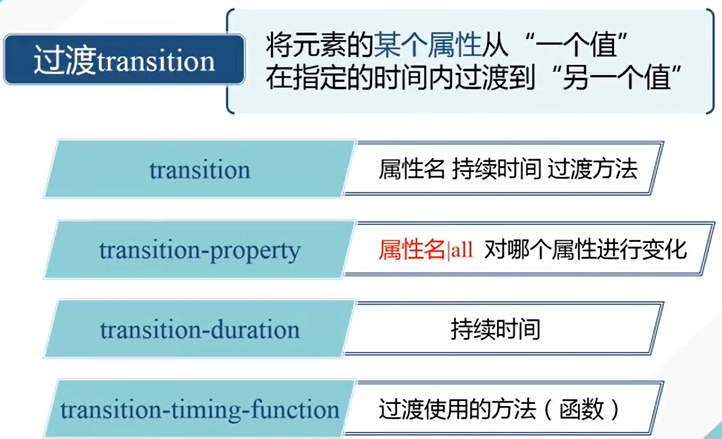 过渡transition
将元素的某个属性从“一个值”
在指定的时间内过渡到“另一个值”
transition
属性名 持续时间 过渡方法
transition-property
属性名|all 对哪个属性进行变化
transition-duration
持续时间
transition-timing-function
过渡使用的方法（函数）